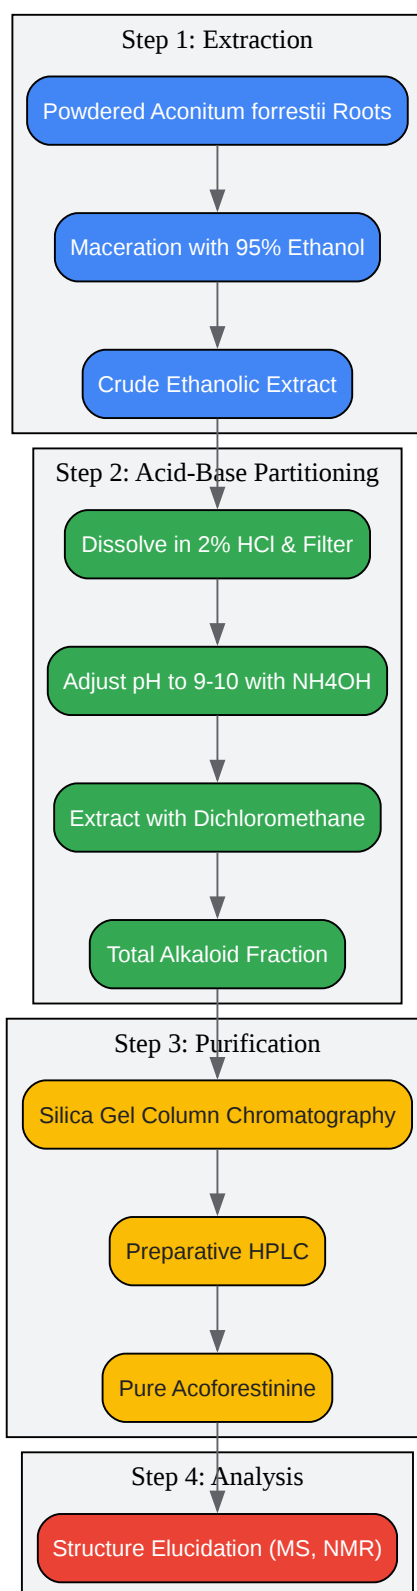 Step 1: Extraction
Powdered Aconitum forrestii Roots
Maceration with 95% Ethanol
Crude Ethanolic Extract
Step 2: Acid-Base Partitioning
Dissolve in 2% HCl & Filter
Adjust pH to 9-10 with NH4OH
Extract with Dichloromethane
Total Alkaloid Fraction
Step 3: Purification
Silica Gel Column Chromatography
Preparative HPLC
Pure Acoforestinine
Step 4: Analysis
Structure Elucidation (MS, NMR)